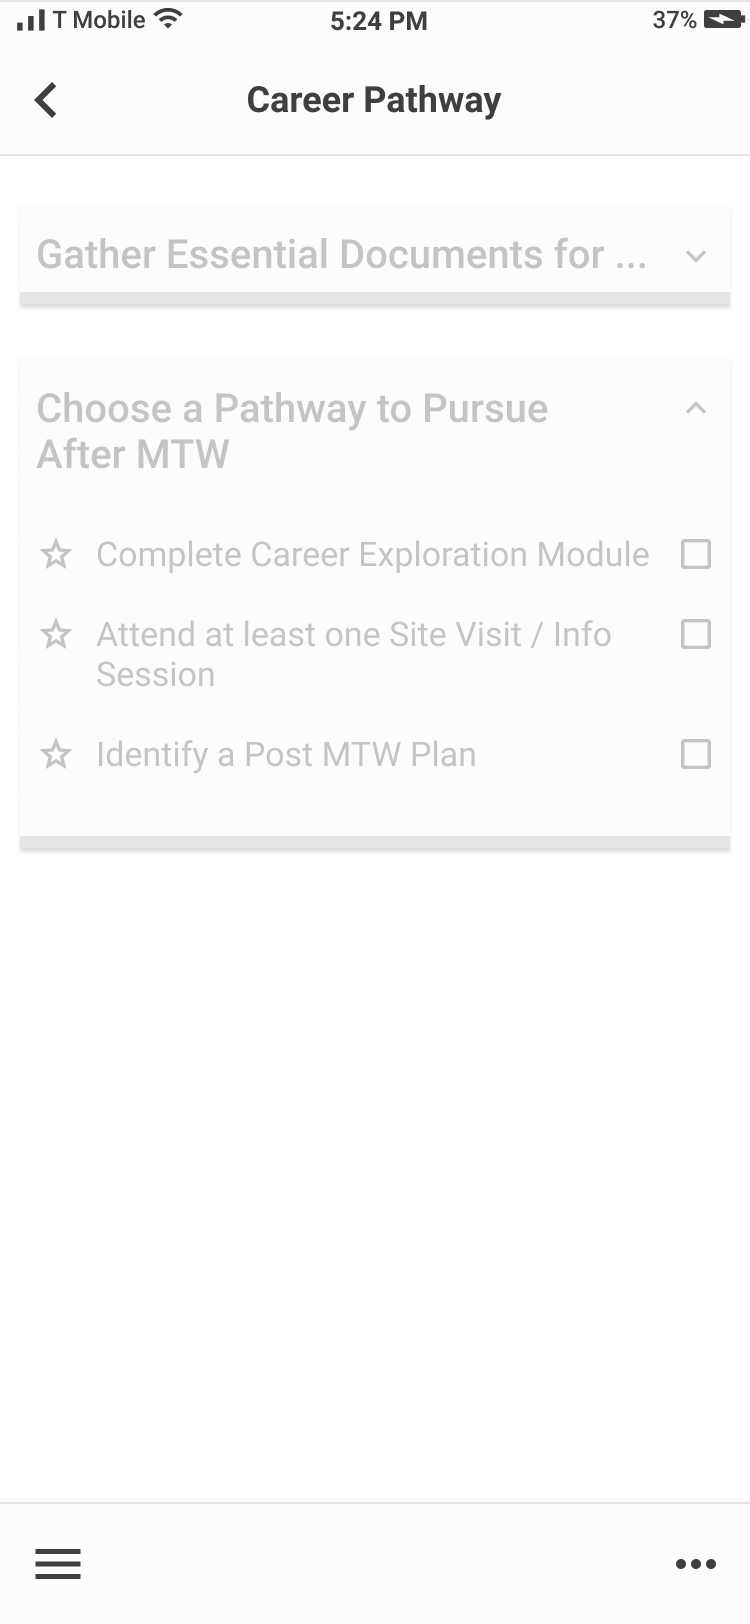 T Mobile 5:24 PM 37%
Career Pathway
Gather Essential Documents for ...
Choose a Pathway to Pursue
After MTW
Complete Career Exploration Module
Attend at least one Site Visit / Info
Session
Identify a Post MTW Plan